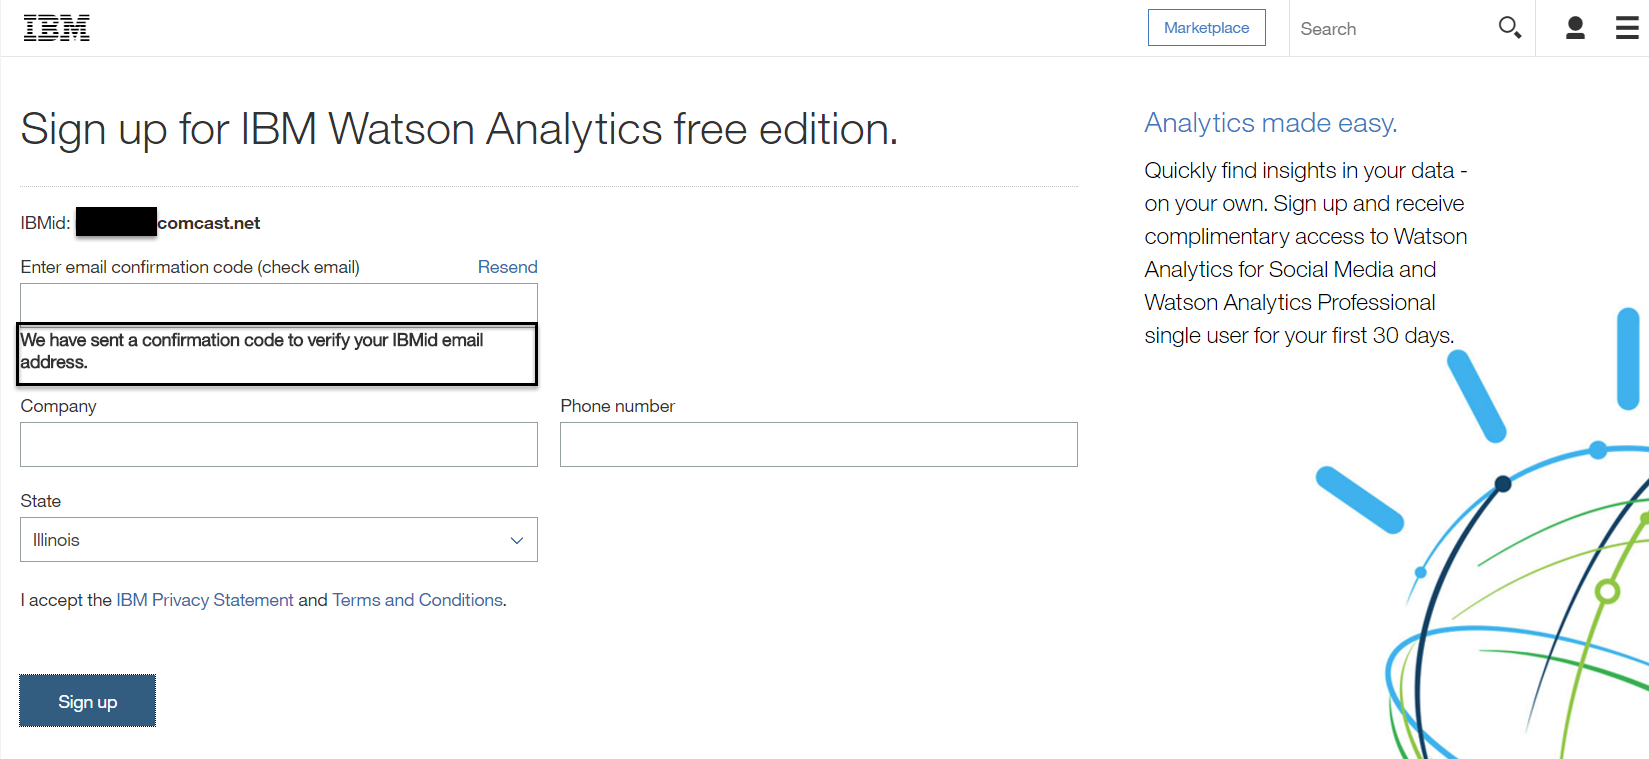 IBM
Marketplace
Search
Sign up for IBM Watson Analytics free edition.
IBMid: comcast.net
Enter email confirmation code (check email) Resend
We have sent a confirmation code to verify your IBMid email
address.
Company
Phone number
State
Illinois
I accept the IBM Privacy Statement and Terms and Conditions.
Sign up
Analytics made easy.
Quickly find insights in your data -
on your own. Sign up and receive
complimentary access to Watson
Analytics for Social Media and
Watson Analytics Professional
single user for your first 30 days.